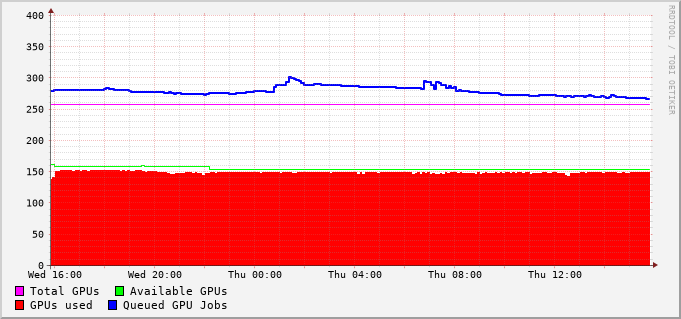 400
350
300
250
200
150
100
50
0
Wed 16:00 Wed 20:00 Thu 00:00 Thu 04:00 Thu 08:00 Thu 12:00
Total GPUs Available GPUs
GPUs used Queued GPU Jobs
RRDTOOL / TOBI OETIKER